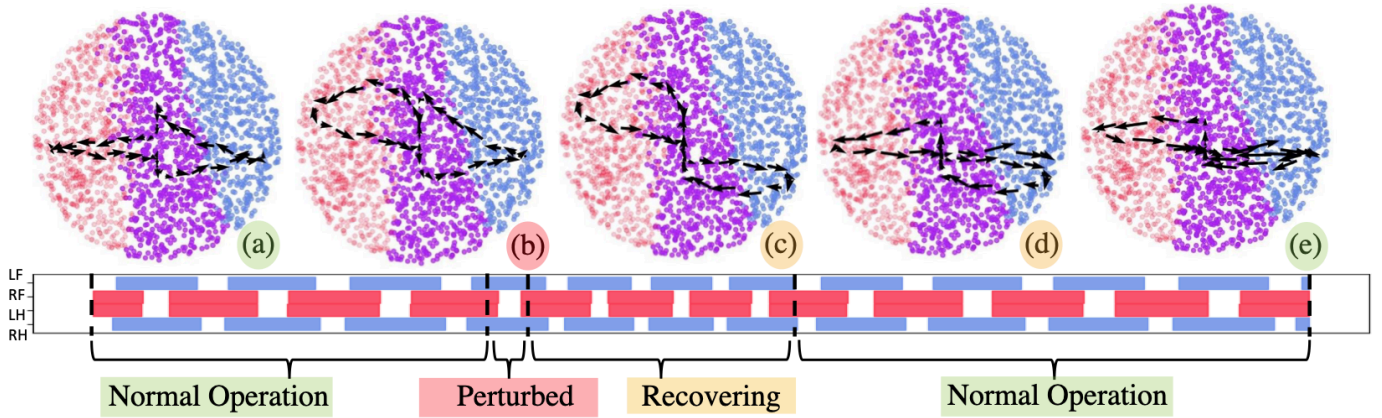 (a) (b) (c) (d) (e)
LF
RF
LH
RH
Normal Operation Perturbed Recovering Normal Operation